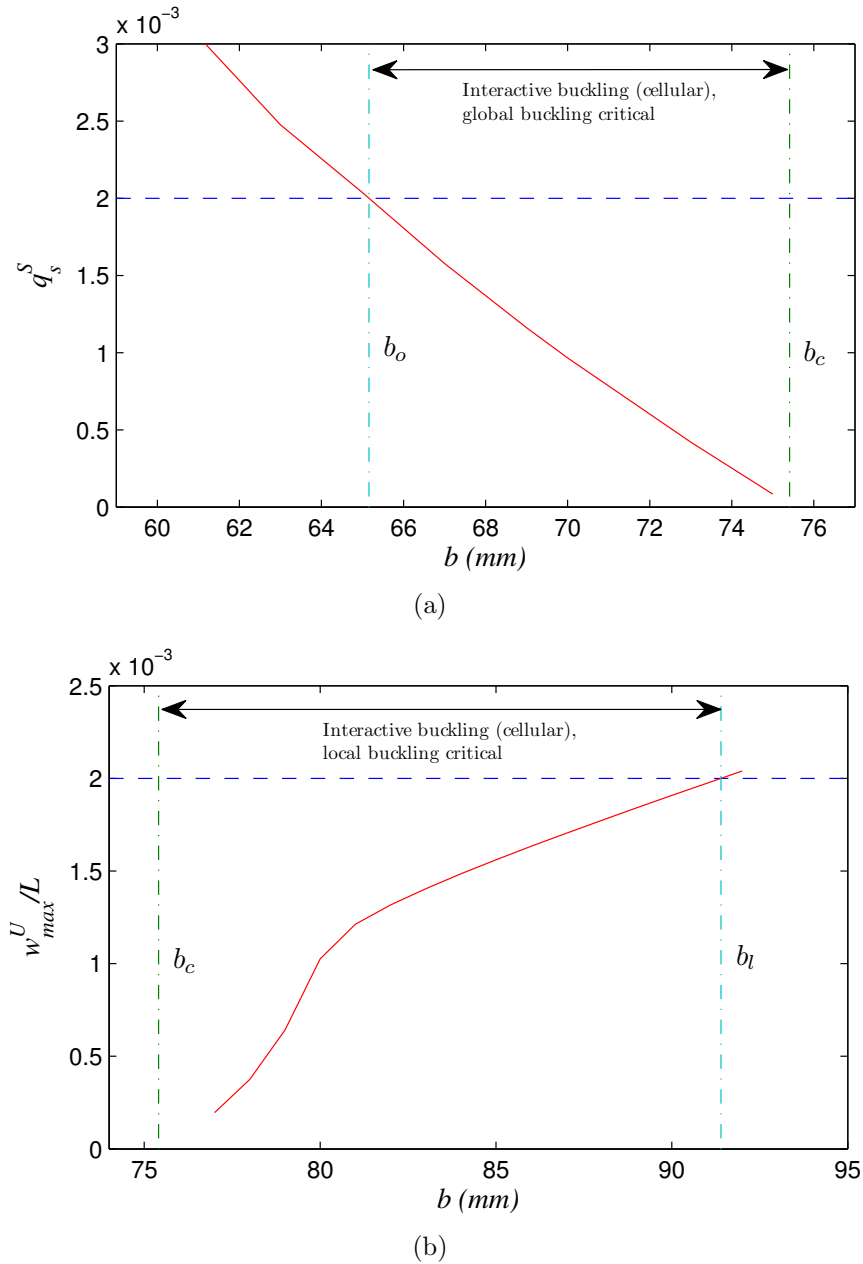 x 10⁻³
3
2.5
2
1.5
1
0.5
0
q_s^S
Interactive buckling (cellular),
global buckling critical
b_o
b_c
60 62 64 66 68 70 72 74 76
b (mm)
(a)
x 10⁻³
2.5
2
1.5
1
0.5
0
w_max^U/L
Interactive buckling (cellular),
local buckling critical
b_c
b_l
75 80 85 90 95
b (mm)
(b)